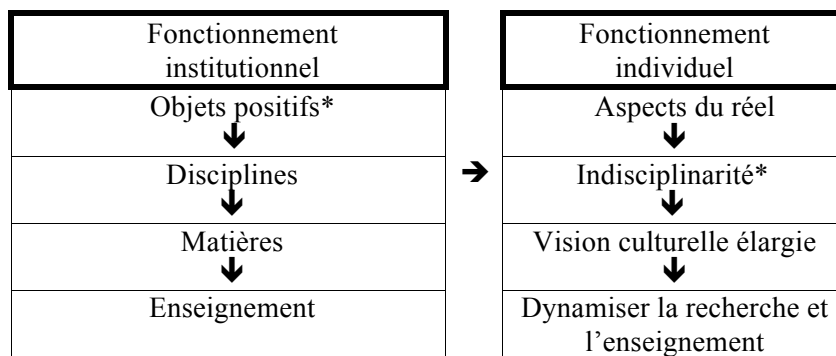 Fonctionnement
institutionnel
Objets positifs*
Disciplines
Matières
Enseignement
Fonctionnement
individuel
Aspects du réel
Indisciplinarité*
Vision culturelle élargie
Dynamiser la recherche et
l'enseignement